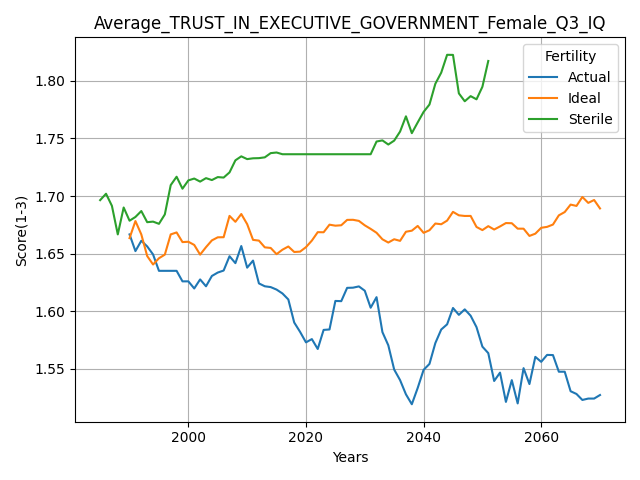 Average_TRUST_IN_EXECUTIVE_GOVERNMENT_Female_Q3_IQ
Fertility
Actual
Ideal
Sterile
Score(1-3)
1.80
1.75
1.70
1.65
1.60
1.55
2000
2020
2040
2060
Years